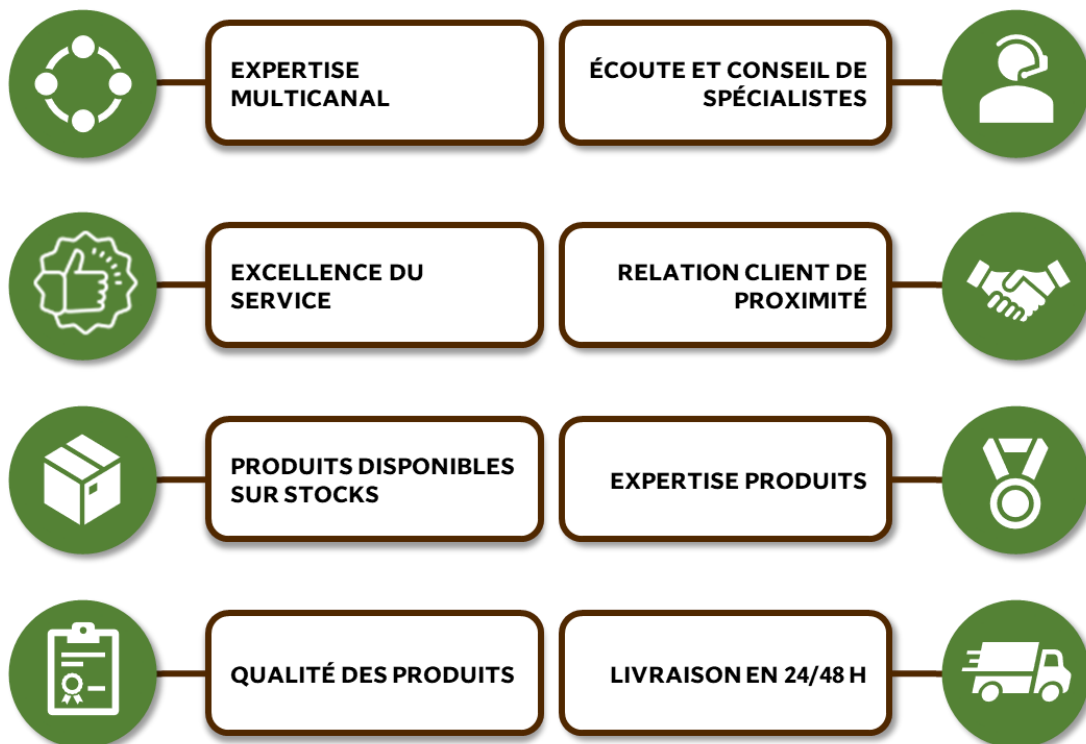 EXPERTISE
MULTICANAL
ÉCOUTE ET CONSEIL DE
SPÉCIALISTES
EXCELLENCE DU
SERVICE
RELATION CLIENT DE
PROXIMITÉ
PRODUITS DISPONIBLES
SUR STOCKS
EXPERTISE PRODUITS
QUALITÉ DES PRODUITS
LIVRAISON EN 24/48 H